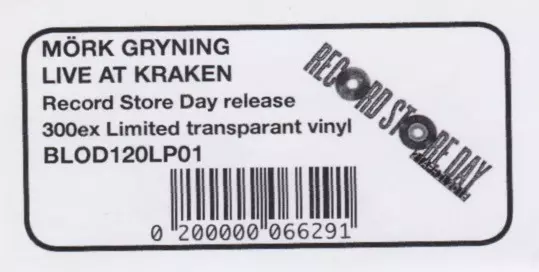 MÖRK GRYNING
LIVE AT KRAKEN
Record Store Day release
300ex Limited transparant vinyl
BLOD120LP01
RECORD STORE DAY
0 200000 066291